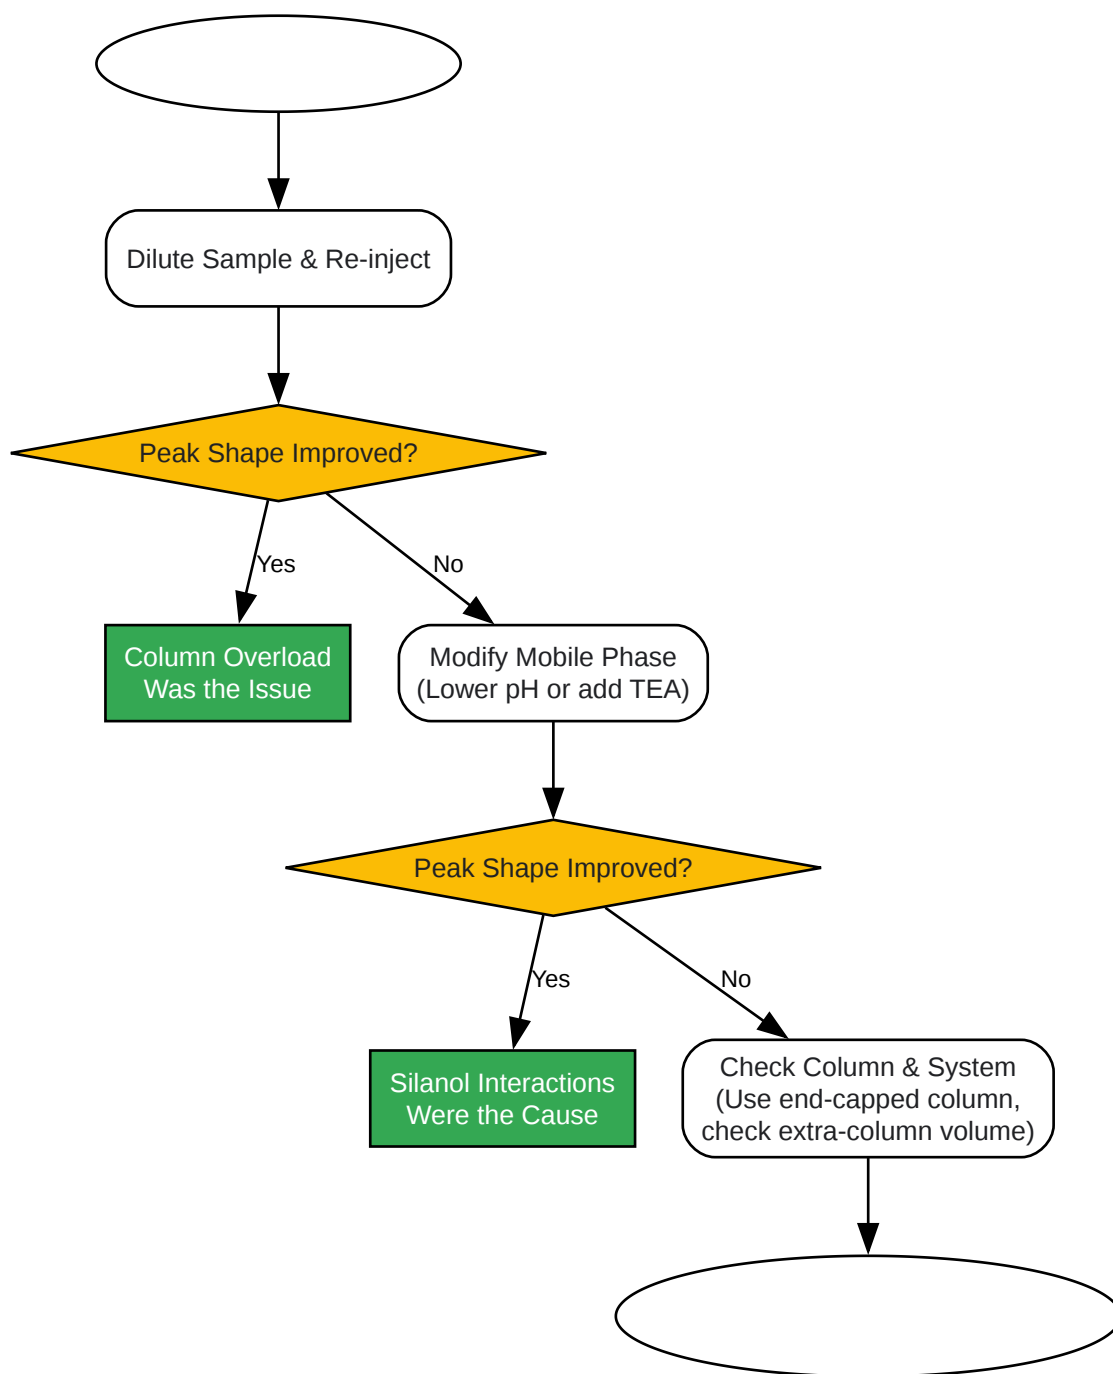 Dilute Sample & Re-inject
Peak Shape Improved?
Yes
No
Column Overload
Was the Issue
Modify Mobile Phase
(Lower pH or add TEA)
Peak Shape Improved?
Yes
No
Silanol Interactions
Were the Cause
Check Column & System
(Use end-capped column,
check extra-column volume)